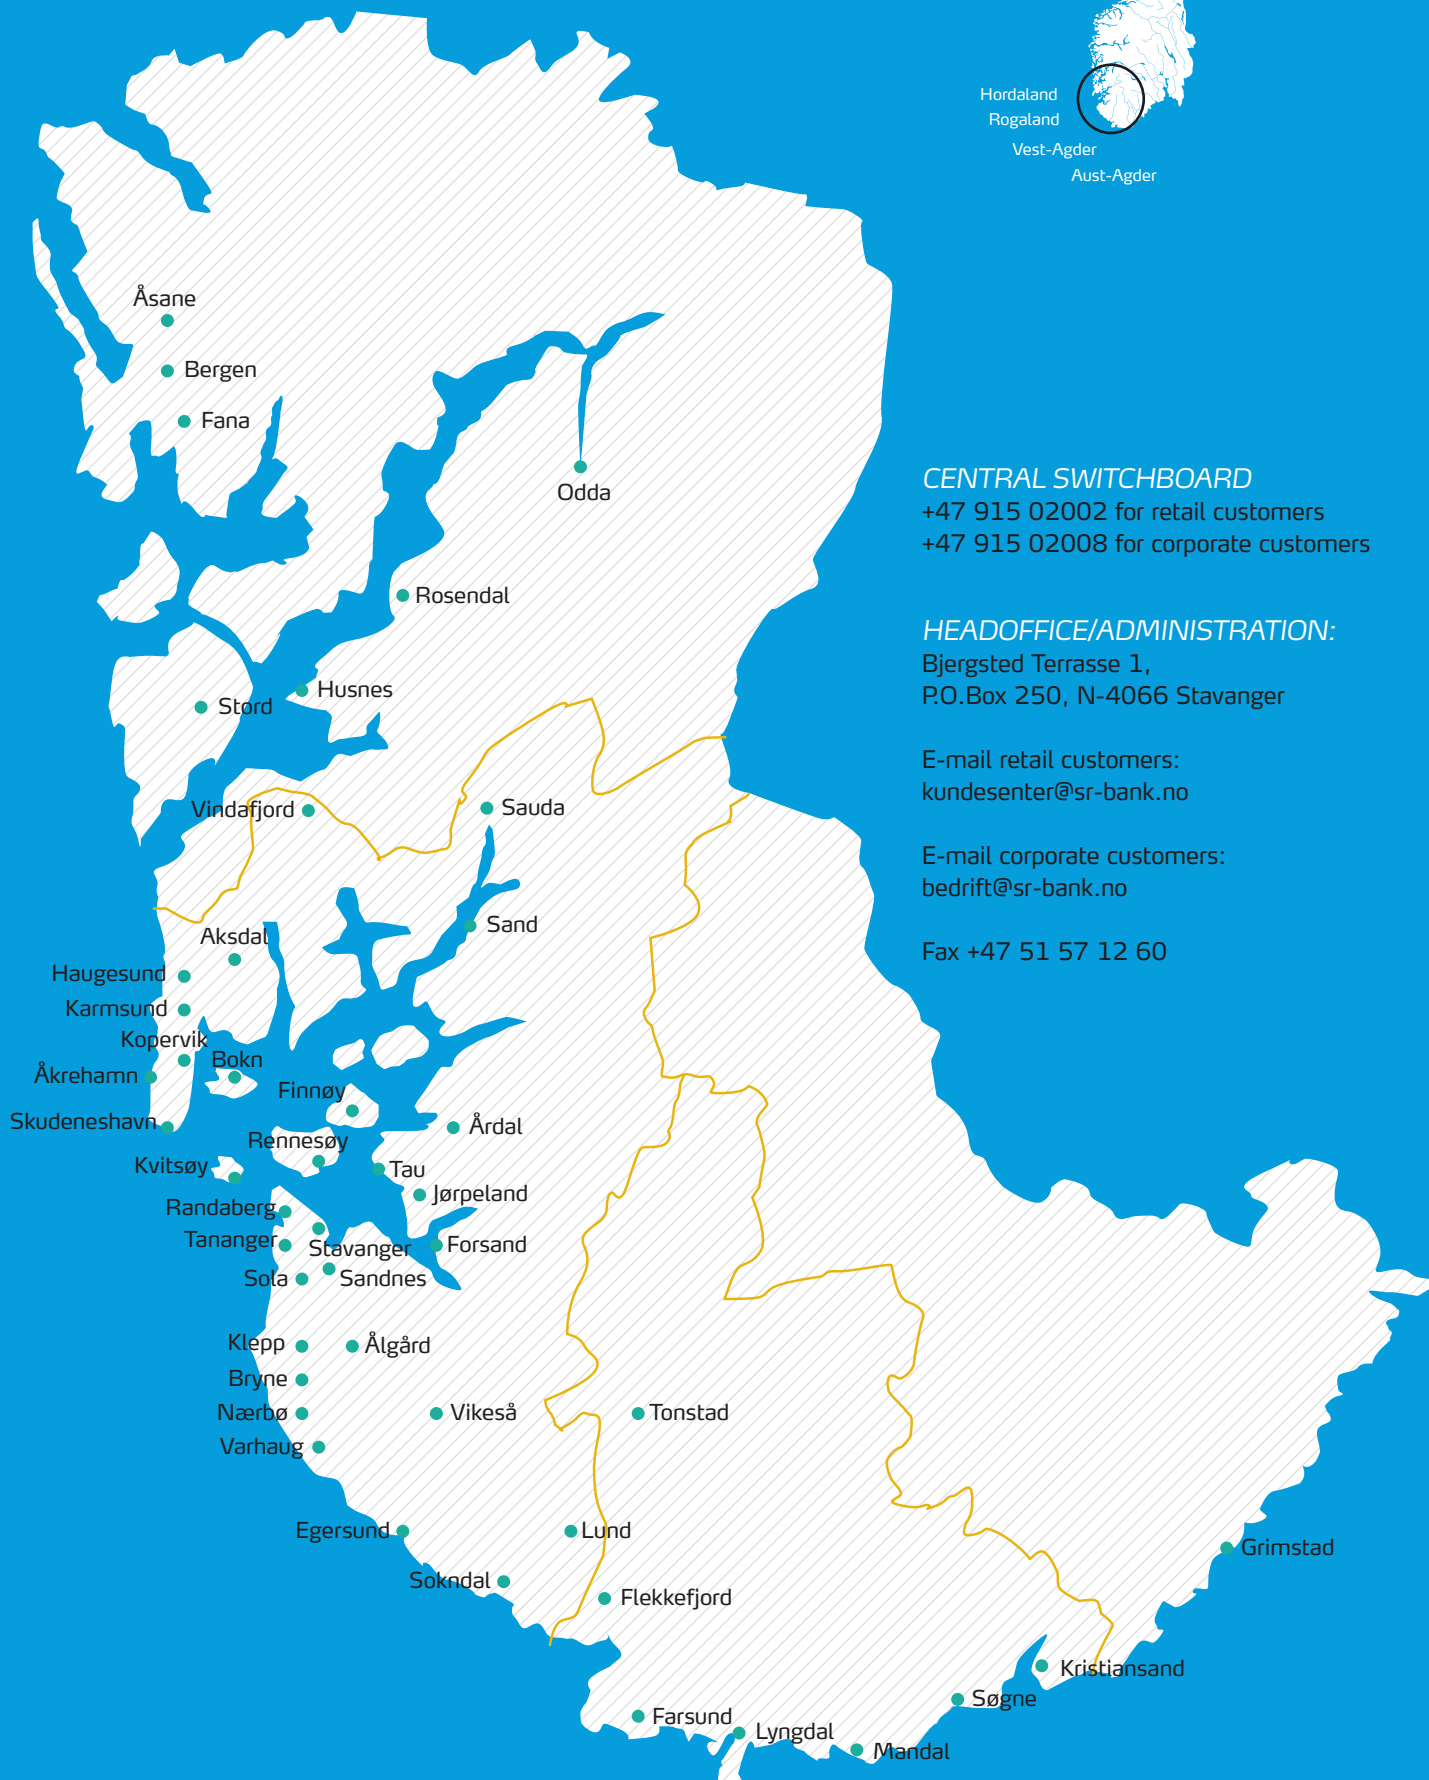 Hordaland
Rogaland
Vest-Agder
Aust-Agder
Åsane
Bergen
Fana
Odda
CENTRAL SWITCHBOARD
+47 915 02002 for retail customers
+47 915 02008 for corporate customers
Rosendal
HEADOFFICE/ADMINISTRATION:
Bjergsted Terrasse 1,
P.O.Box 250, N-4066 Stavanger
Husnes
Stord
E-mail retail customers:
kundesenter@sr-bank.no
Vindafjord
Sauda
E-mail corporate customers:
bedrift@sr-bank.no
Sand
Aksdal
Fax +47 51 57 12 60
Haugesund
Karmsund
Kopervik
Bokn
Åkrehamn
Finnøy
Skudeneshavn
Årdal
Rennesøy
Kvitsøy
Tau
Jørpeland
Randaberg
Tananger
Stavanger
Forsand
Sola
Sandnes
Klepp
Ålgård
Bryne
Nærbø
Vikeså
Tonstad
Varhaug
Egersund
Lund
Grimstad
Sokndal
Flekkefjord
Kristiansand
Søgne
Farsund
Lyngdal
Mandal